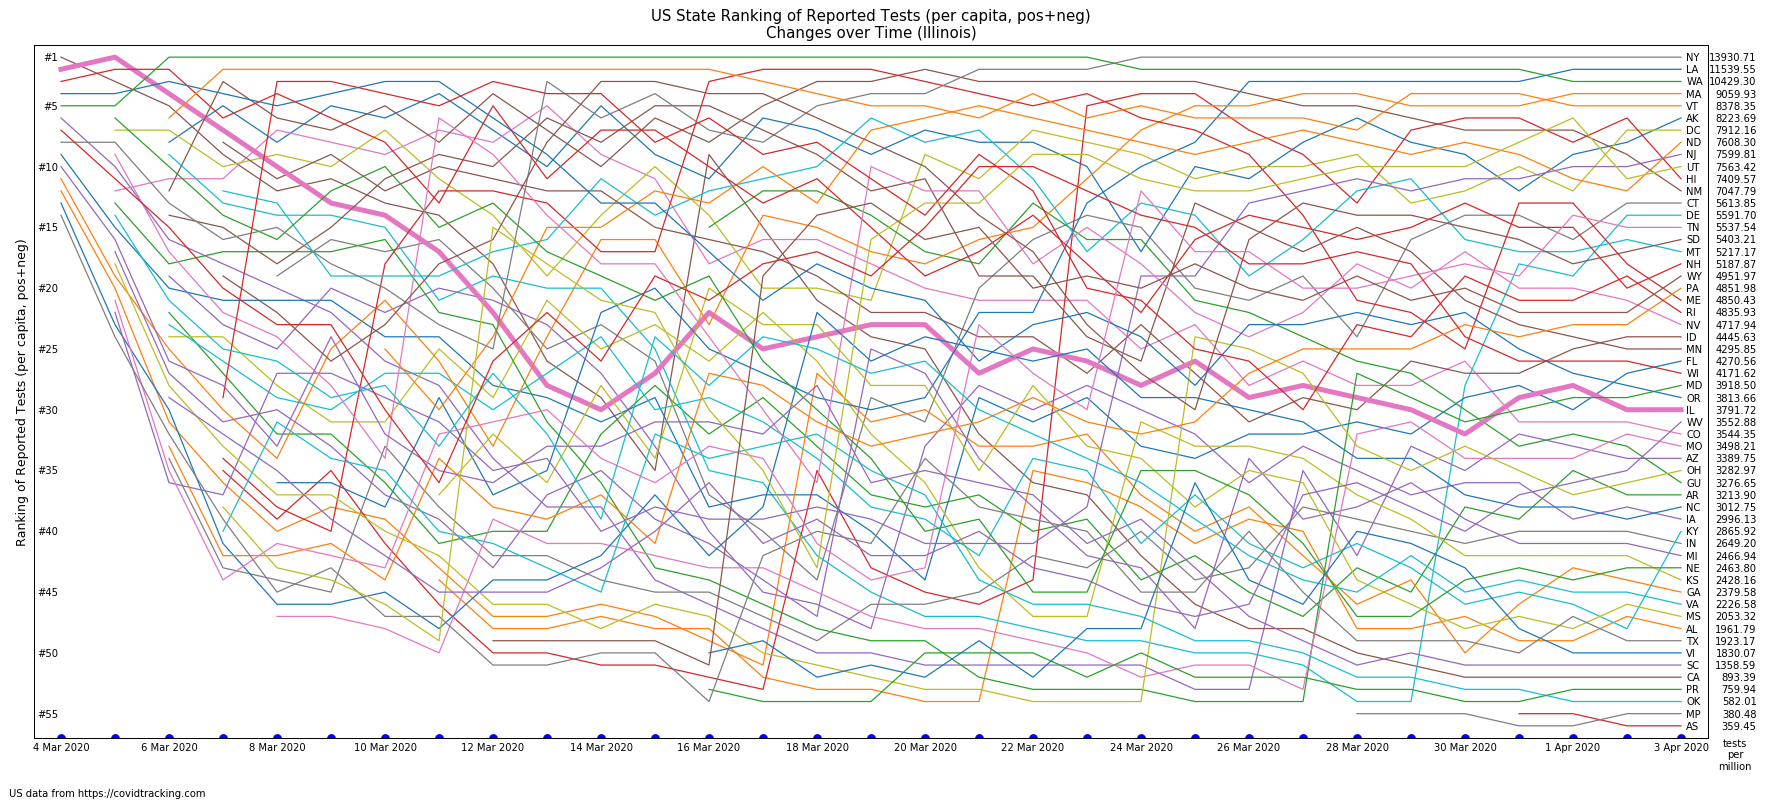 US State Ranking of Reported Tests (per capita, pos+neg)
Changes over Time (Illinois)
Ranking of Reported Tests (per capita, pos+neg)
#1
#5
#10
#15
#20
#25
#30
#35
#40
#45
#50
#55
NY 13930.71
LA 11539.55
WA 10429.30
MA 9059.93
VT 8378.35
AK 8223.69
DC 7912.16
ND 7608.30
NJ 7599.81
UT 7563.42
HI 7409.57
NM 7047.79
CT 5613.85
DE 5591.70
TN 5537.54
SD 5403.21
MT 5217.17
NH 5187.87
WY 4951.97
PA 4851.98
ME 4850.43
RI 4835.93
NV 4717.94
ID 4445.63
MN 4295.85
FL 4270.56
WI 4171.62
MD 3918.50
OR 3813.66
IL 3791.72
WV 3552.88
CO 3544.35
MO 3498.21
AZ 3389.75
OH 3282.97
GU 3276.65
AR 3213.90
NC 3012.75
IA 2996.13
KY 2865.92
IN 2649.20
MI 2466.94
NE 2463.80
KS 2428.16
GA 2379.58
VA 2226.58
MS 2053.32
AL 1961.79
TX 1923.17
VI 1830.07
SC 1358.59
CA 893.39
PR 759.94
OK 582.01
MP 380.48
AS 359.45
4 Mar 2020 6 Mar 2020 8 Mar 2020 10 Mar 2020 12 Mar 2020 14 Mar 2020 16 Mar 2020 18 Mar 2020 20 Mar 2020 22 Mar 2020 24 Mar 2020 26 Mar 2020 28 Mar 2020 30 Mar 2020 1 Apr 2020 3 Apr 2020
tests
per
million
US data from https://covidtracking.com